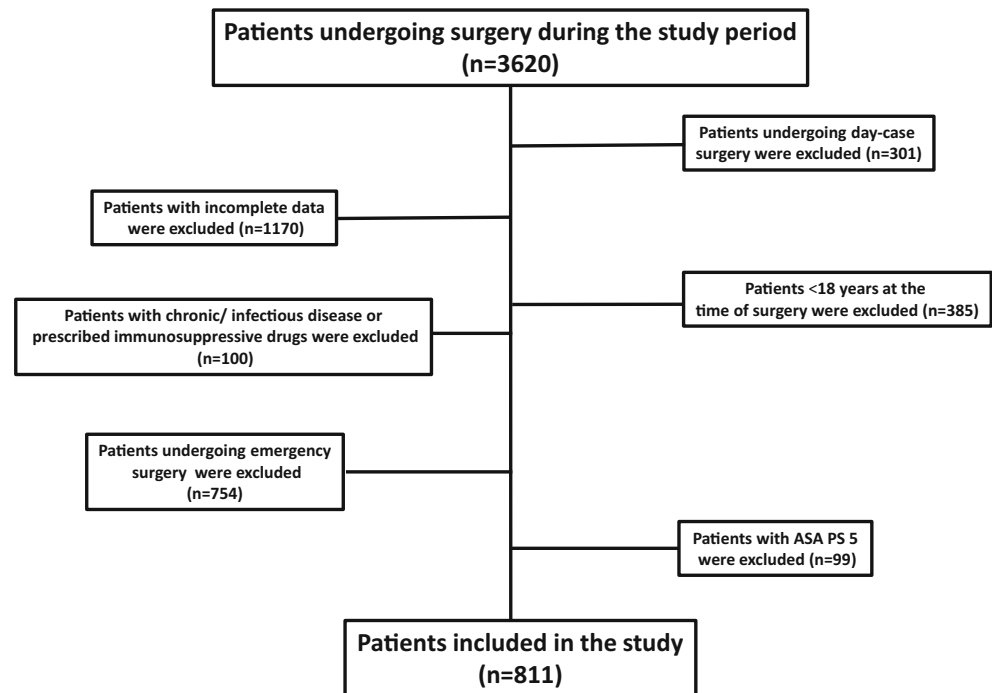 Patients undergoing surgery during the study period
(n=3620)
Patients undergoing day-case
surgery were excluded (n=301)
Patients with incomplete data
were excluded (n=1170)
Patients <18 years at the
time of surgery were excluded (n=385)
Patients with chronic/ infectious disease or
prescribed immunosuppressive drugs were excluded
(n=100)
Patients undergoing emergency
surgery were excluded
(n=754)
Patients with ASA PS 5
were excluded (n=99)
Patients included in the study
(n=811)